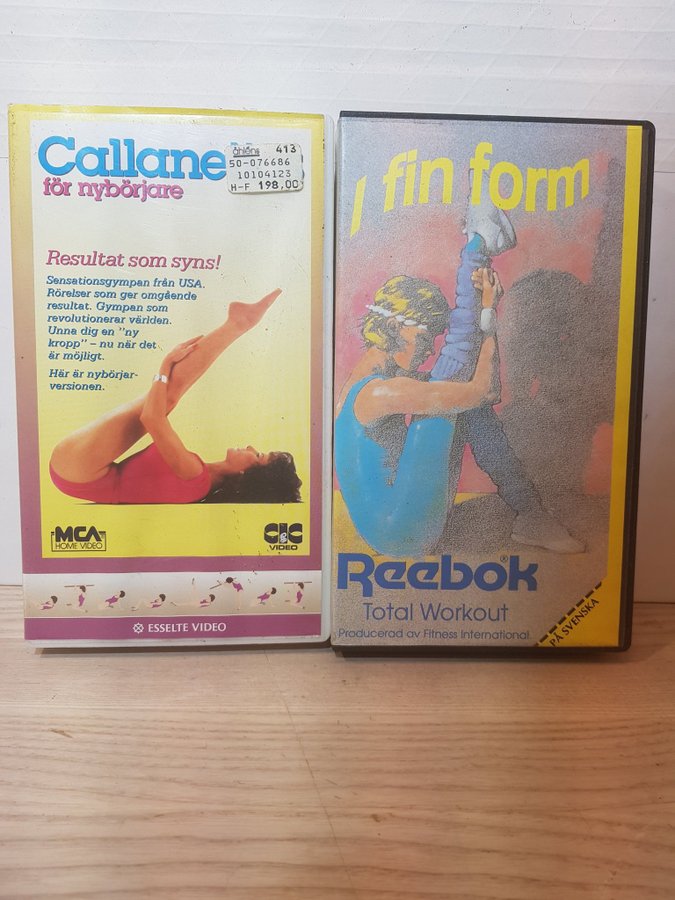 Callane
för nybörjare
åhléns 413
50-076686
10104123
H-F 198,00
Resultat som syns!
Sensationsgympan från USA.
Rörelser som ger omgående
resultat. Gympan som
revolutionerar världen.
Unna dig en "ny
kropp" – nu när det
är möjligt.
Här är nybörjar-
versionen.
MCA
HOME VIDEO
CIC
VIDEO
ESSELTE VIDEO
I fin form
Reebok®
Total Workout
Producerad av Fitness International
PÅ SVENSKA